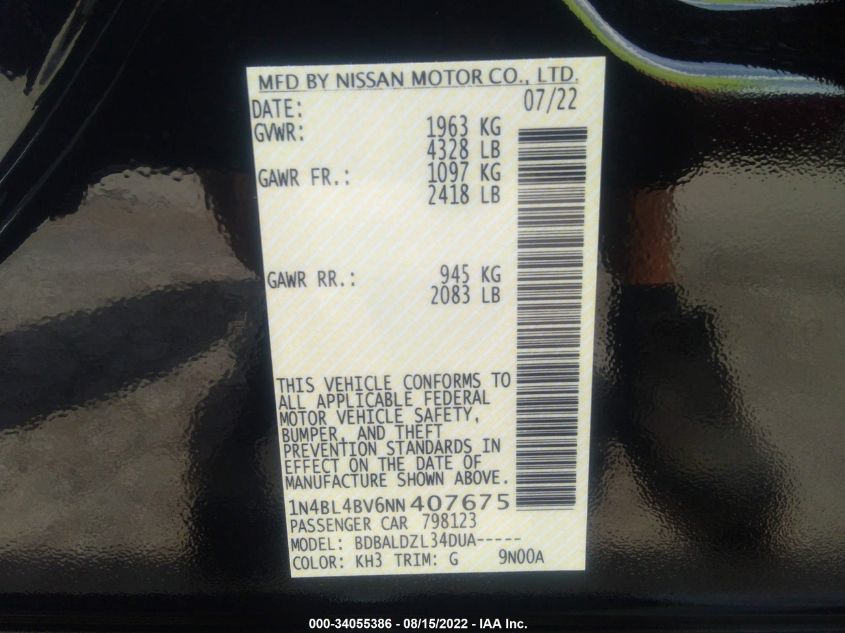 MFD BY NISSAN MOTOR CO., LTD.
DATE: 07/22
GVWR: 1963 KG
4328 LB
GAWR FR.: 1097 KG
2418 LB
GAWR RR.: 945 KG
2083 LB
THIS VEHICLE CONFORMS TO
ALL APPLICABLE FEDERAL
MOTOR VEHICLE SAFETY,
BUMPER, AND THEFT
PREVENTION STANDARDS IN
EFFECT ON THE DATE OF
MANUFACTURE SHOWN ABOVE.
1N4BL4BV6NN407675
PASSENGER CAR 798123
MODEL: BDBALDZL34DUA-----
COLOR: KH3 TRIM: G 9N00A
000-34055386 - 08/15/2022 - IAA Inc.